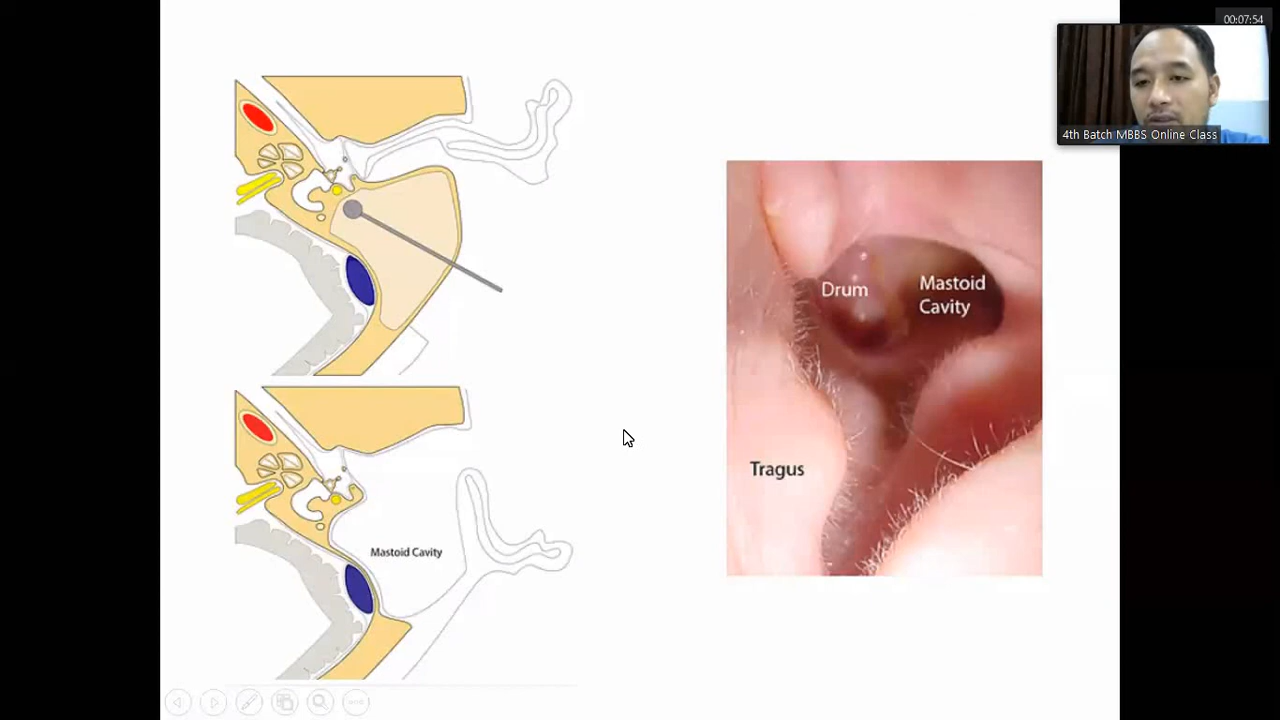 00:07:54
4th Batch MBBS Online Class
Drum
Mastoid
Cavity
Tragus
Mastoid Cavity